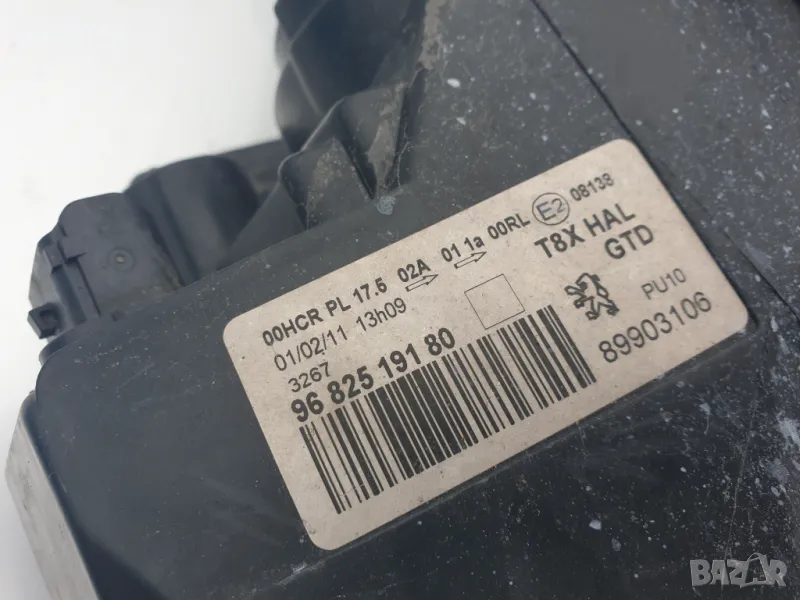 00HCR PL 17.5 02A 01 1a 00RL E2 08138
01/02/11 13h09
T8X HAL
GTD
3267
96 825 191 80
PU10
89903106
BAZAR